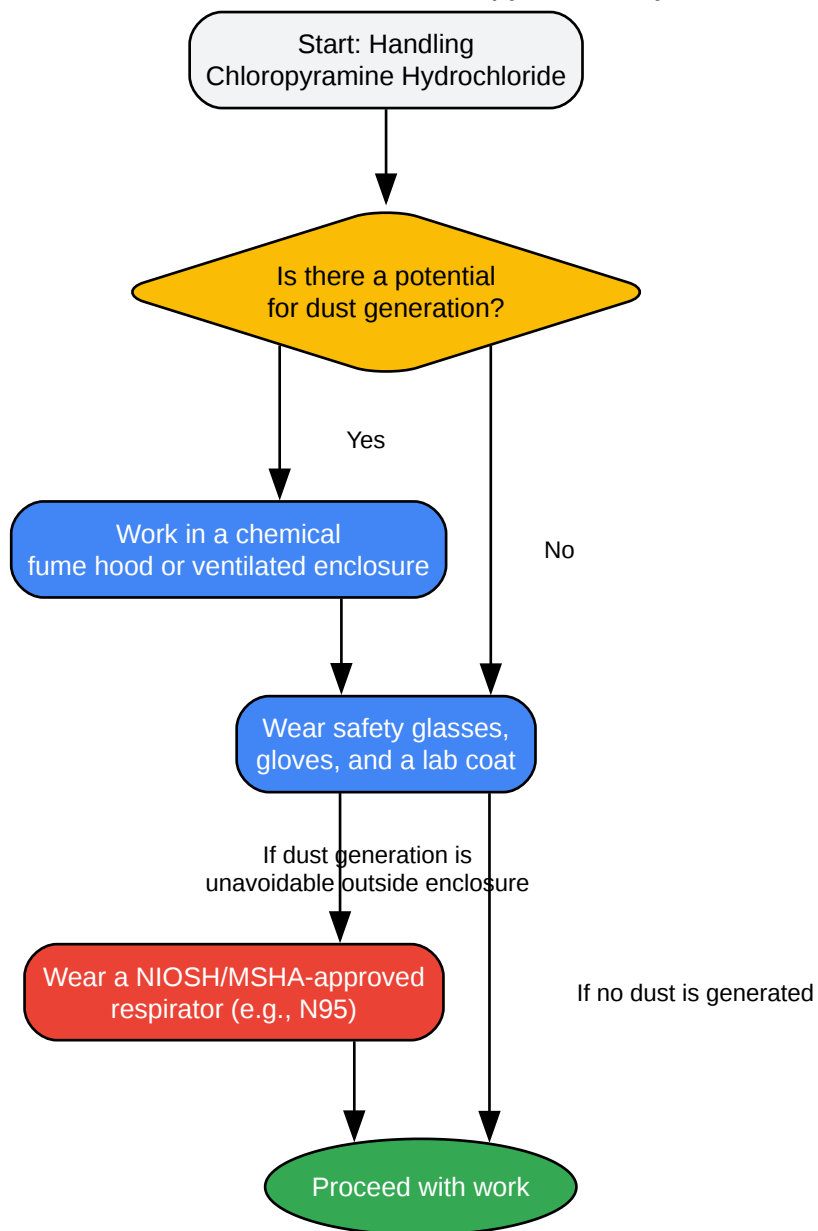 Start: Handling
Chloropyramine Hydrochloride
Is there a potential
for dust generation?
Yes
Work in a chemical
fume hood or ventilated enclosure
No
Wear safety glasses,
gloves, and a lab coat
If dust generation is
unavoidable outside enclosure
Wear a NIOSH/MSHA-approved
respirator (e.g., N95)
If no dust is generated
Proceed with work